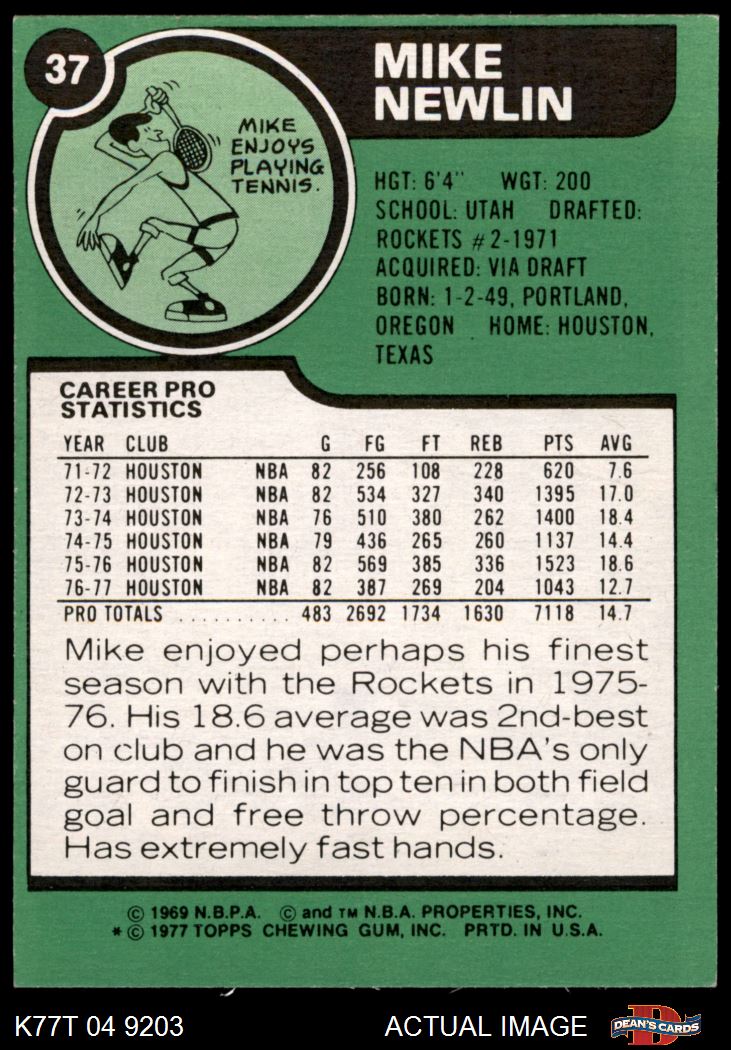 37
MIKE
NEWLIN
MIKE
ENJOYS
PLAYING
TENNIS.
HGT: 6'4" WGT: 200
SCHOOL: UTAH DRAFTED:
ROCKETS #2-1971
ACQUIRED: VIA DRAFT
BORN: 1-2-49, PORTLAND,
OREGON HOME: HOUSTON,
TEXAS
CAREER PRO
STATISTICS
YEAR CLUB G FG FT REB PTS AVG
71-72 HOUSTON NBA 82 256 108 228 620 7.6
72-73 HOUSTON NBA 82 534 327 340 1395 17.0
73-74 HOUSTON NBA 76 510 380 262 1400 18.4
74-75 HOUSTON NBA 79 436 265 260 1137 14.4
75-76 HOUSTON NBA 82 569 385 336 1523 18.6
76-77 HOUSTON NBA 82 387 269 204 1043 12.7
PRO TOTALS .......... 483 2692 1734 1630 7118 14.7
Mike enjoyed perhaps his finest
season with the Rockets in 1975-
76. His 18.6 average was 2nd-best
on club and he was the NBA's only
guard to finish in top ten in both field
goal and free throw percentage.
Has extremely fast hands.
© 1969 N.B.P.A. © and TM N.B.A. PROPERTIES, INC.
* © 1977 TOPPS CHEWING GUM, INC. PRTD. IN U.S.A.
K77T 04 9203 ACTUAL IMAGE D DEAN'S CARDS